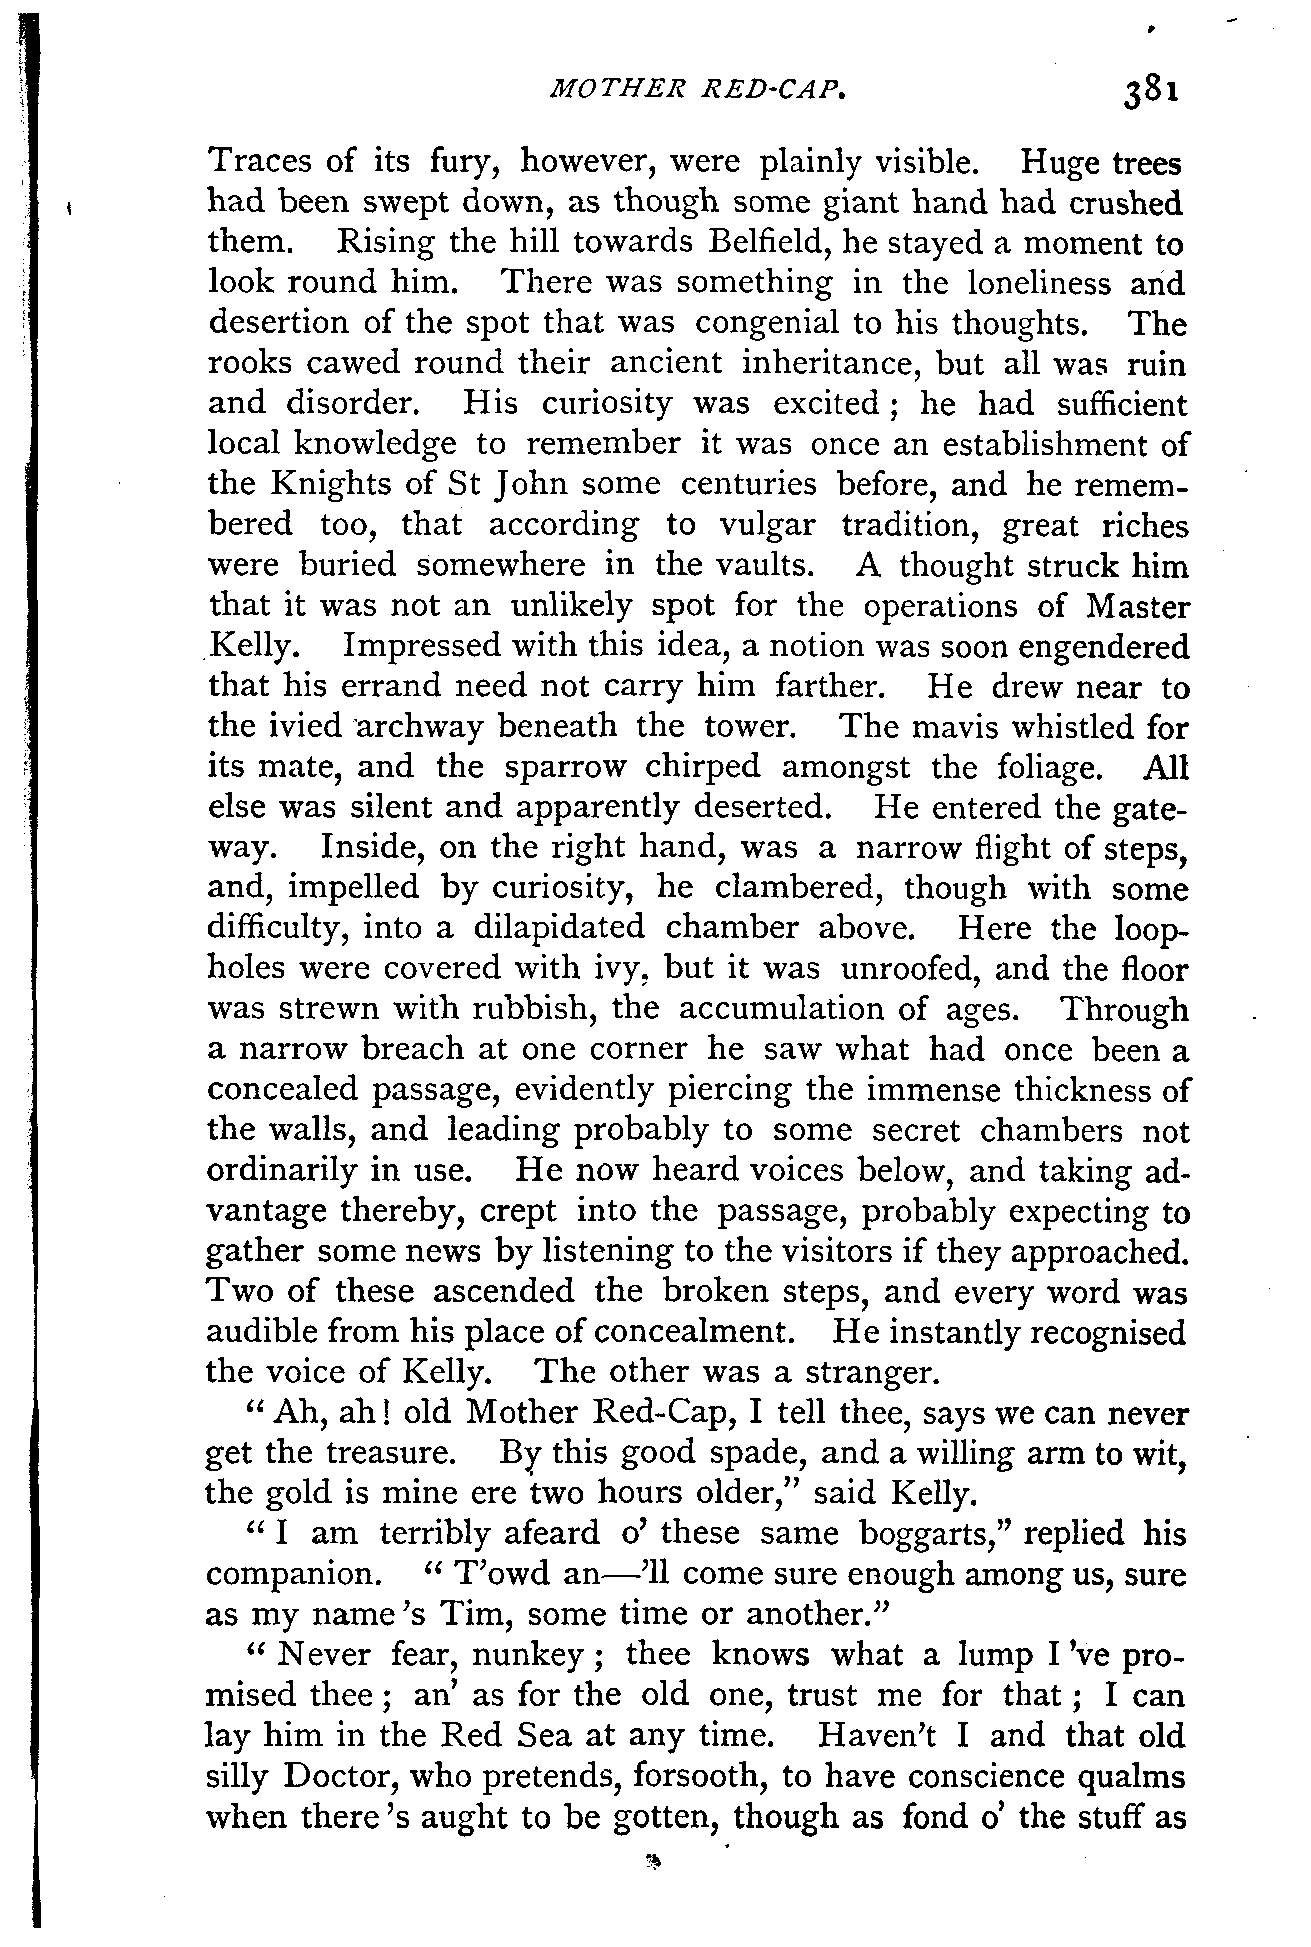 MOTHER RED-CAP. 381
Traces of its fury, however, were plainly visible. Huge trees
had been swept down, as though some giant hand had crushed
them. Rising the hill towards Belfield, he stayed a moment to
look round him. There was something in the loneliness and
desertion of the spot that was congenial to his thoughts. The
rooks cawed round their ancient inheritance, but all was ruin
and disorder. His curiosity was excited ; he had sufficient
local knowledge to remember it was once an establishment of
the Knights of St John some centuries before, and he remem-
bered too, that according to vulgar tradition, great riches
were buried somewhere in the vaults. A thought struck him
that it was not an unlikely spot for the operations of Master
Kelly. Impressed with this idea, a notion was soon engendered
that his errand need not carry him farther. He drew near to
the ivied archway beneath the tower. The mavis whistled for
its mate, and the sparrow chirped amongst the foliage. All
else was silent and apparently deserted. He entered the gate-
way. Inside, on the right hand, was a narrow flight of steps,
and, impelled by curiosity, he clambered, though with some
difficulty, into a dilapidated chamber above. Here the loop-
holes were covered with ivy, but it was unroofed, and the floor
was strewn with rubbish, the accumulation of ages. Through
a narrow breach at one corner he saw what had once been a
concealed passage, evidently piercing the immense thickness of
the walls, and leading probably to some secret chambers not
ordinarily in use. He now heard voices below, and taking ad-
vantage thereby, crept into the passage, probably expecting to
gather some news by listening to the visitors if they approached.
Two of these ascended the broken steps, and every word was
audible from his place of concealment. He instantly recognised
the voice of Kelly. The other was a stranger.
“ Ah, ah ! old Mother Red-Cap, I tell thee, says we can never
get the treasure. By this good spade, and a willing arm to wit,
the gold is mine ere two hours older,” said Kelly.
“ I am terribly afeard o’ these same boggarts,” replied his
companion. “ T’owd an—’ll come sure enough among us, sure
as my name ’s Tim, some time or another.”
“ Never fear, nunkey ; thee knows what a lump I ’ve pro-
mised thee ; an’ as for the old one, trust me for that ; I can
lay him in the Red Sea at any time. Haven’t I and that old
silly Doctor, who pretends, forsooth, to have conscience qualms
when there ’s aught to be gotten, though as fond o’ the stuff as